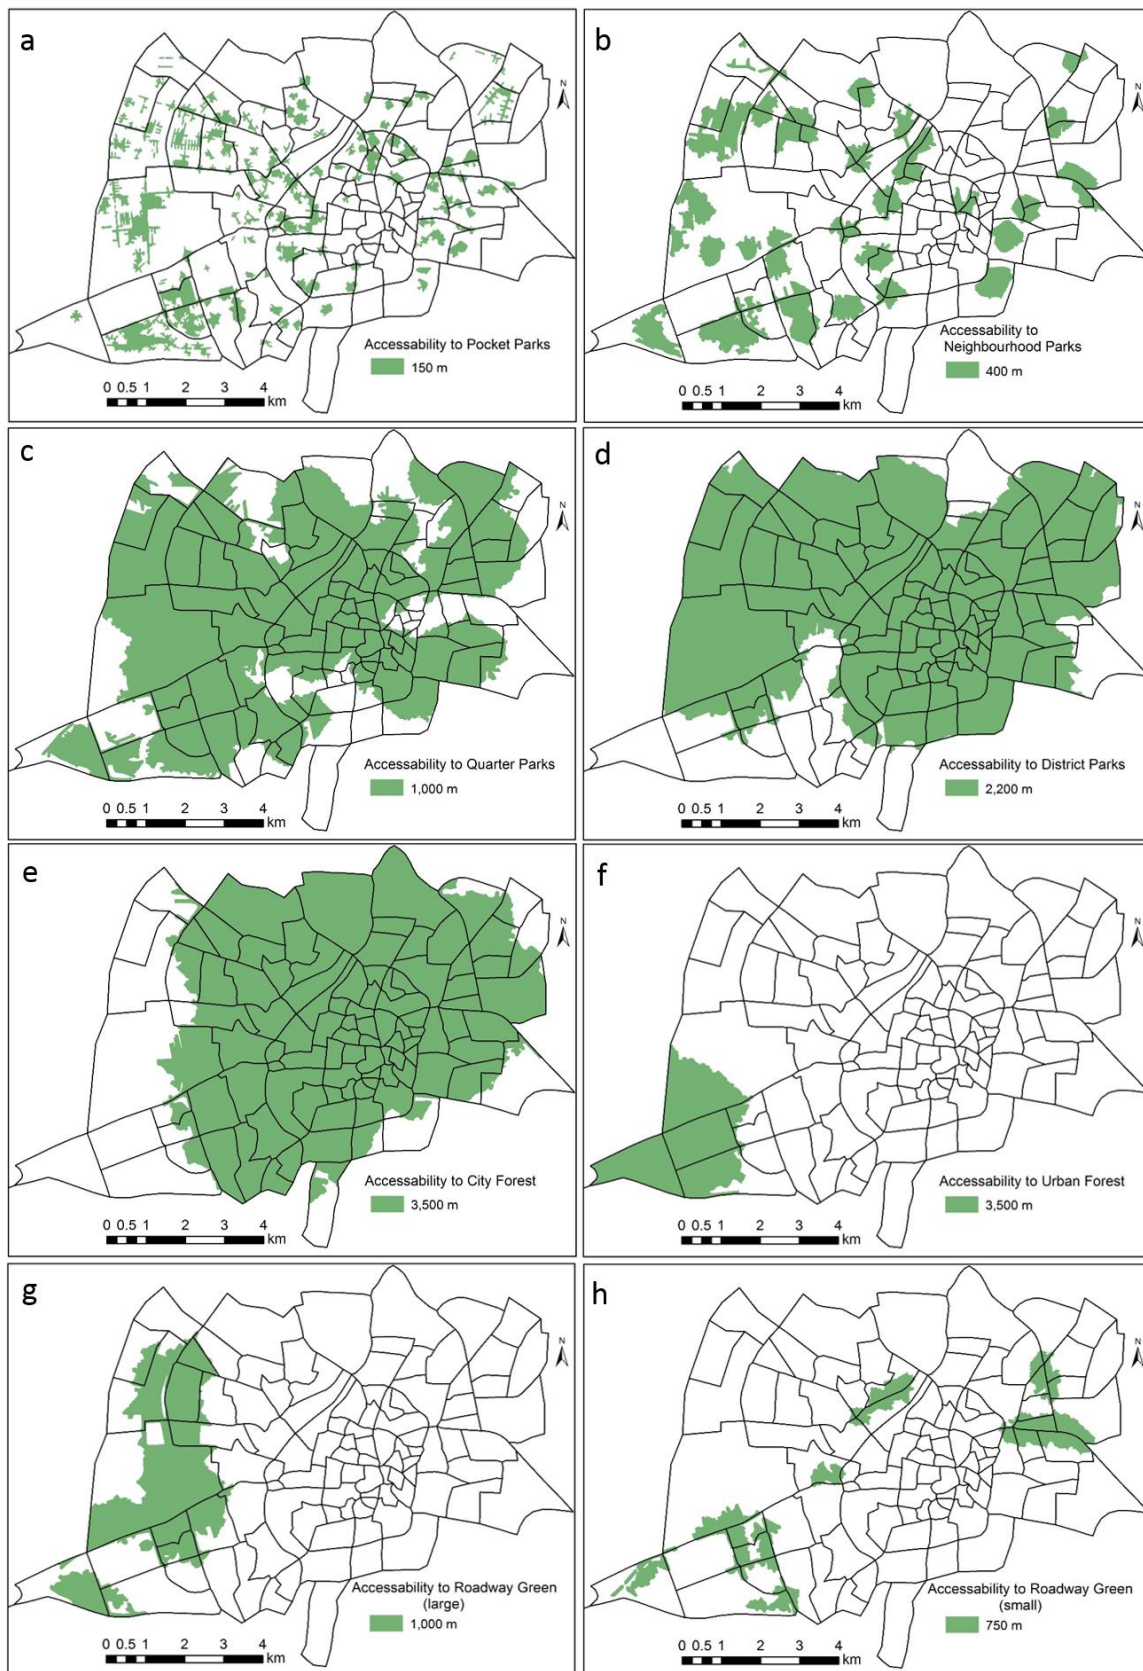 a
N
Accessability to Pocket Parks
150 m
0 0.5 1 2 3 4
km
b
N
Accessability to
Neighbourhood Parks
400 m
0 0.5 1 2 3 4
km
c
N
Accessability to Quarter Parks
1,000 m
0 0.5 1 2 3 4
km
d
N
Accessability to District Parks
2,200 m
0 0.5 1 2 3 4
km
e
N
Accessability to City Forest
3,500 m
0 0.5 1 2 3 4
km
f
N
Accessability to Urban Forest
3,500 m
0 0.5 1 2 3 4
km
g
N
Accessability to Roadway Green
(large)
1,000 m
0 0.5 1 2 3 4
km
h
N
Accessability to Roadway Green
(small)
750 m
0 0.5 1 2 3 4
km